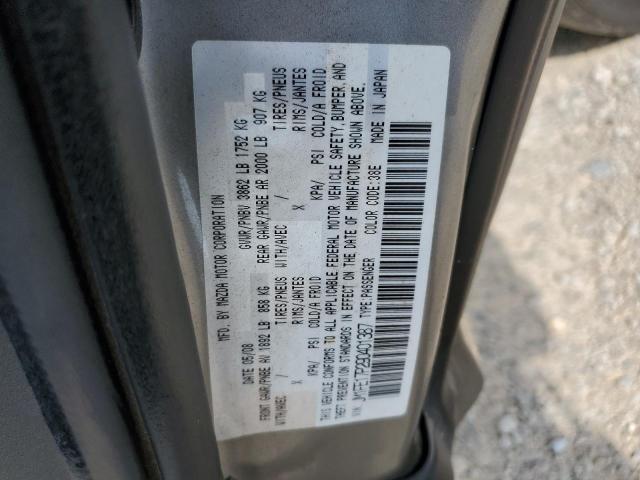 MFD. BY MAZDA MOTOR CORPORATION
DATE 05/08 GVWR/PNBV 3862 LB 1752 KG
FRONT GAWR/PNBE AV 1892 LB 858 KG REAR GAWR/PNBE AR 2000 LB 907 KG
WITH/AVEC / TIRES/PNEUS WITH/AVEC / TIRES/PNEUS
X RIMS/JANTES X RIMS/JANTES
KPA/ PSI COLD/A FROID KPA/ PSI COLD/A FROID
THIS VEHICLE CONFORMS TO ALL APPLICABLE FEDERAL MOTOR VEHICLE SAFETY, BUMPER, AND
THEFT PREVENTION STANDARDS IN EFFECT ON THE DATE OF MANUFACTURE SHOWN ABOVE.
COLOR CODE: 38E MADE IN JAPAN
VIN: TYPE PASSENGER